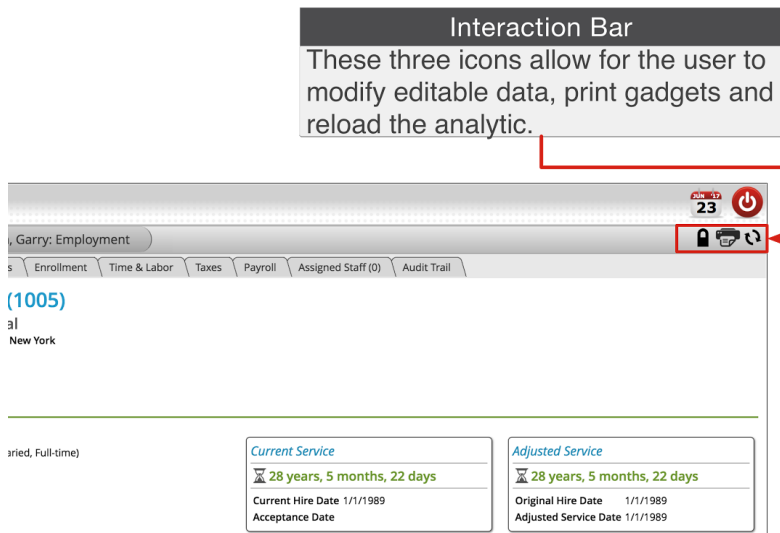 Interaction Bar
These three icons allow for the user to
modify editable data, print gadgets and
reload the analytic.
JUN '17
23
, Garry: Employment
s Enrollment Time & Labor Taxes Payroll Assigned Staff (0) Audit Trail
(1005)
al
New York
aried, Full-time)
Current Service
28 years, 5 months, 22 days
Current Hire Date 1/1/1989
Acceptance Date
Adjusted Service
28 years, 5 months, 22 days
Original Hire Date 1/1/1989
Adjusted Service Date 1/1/1989